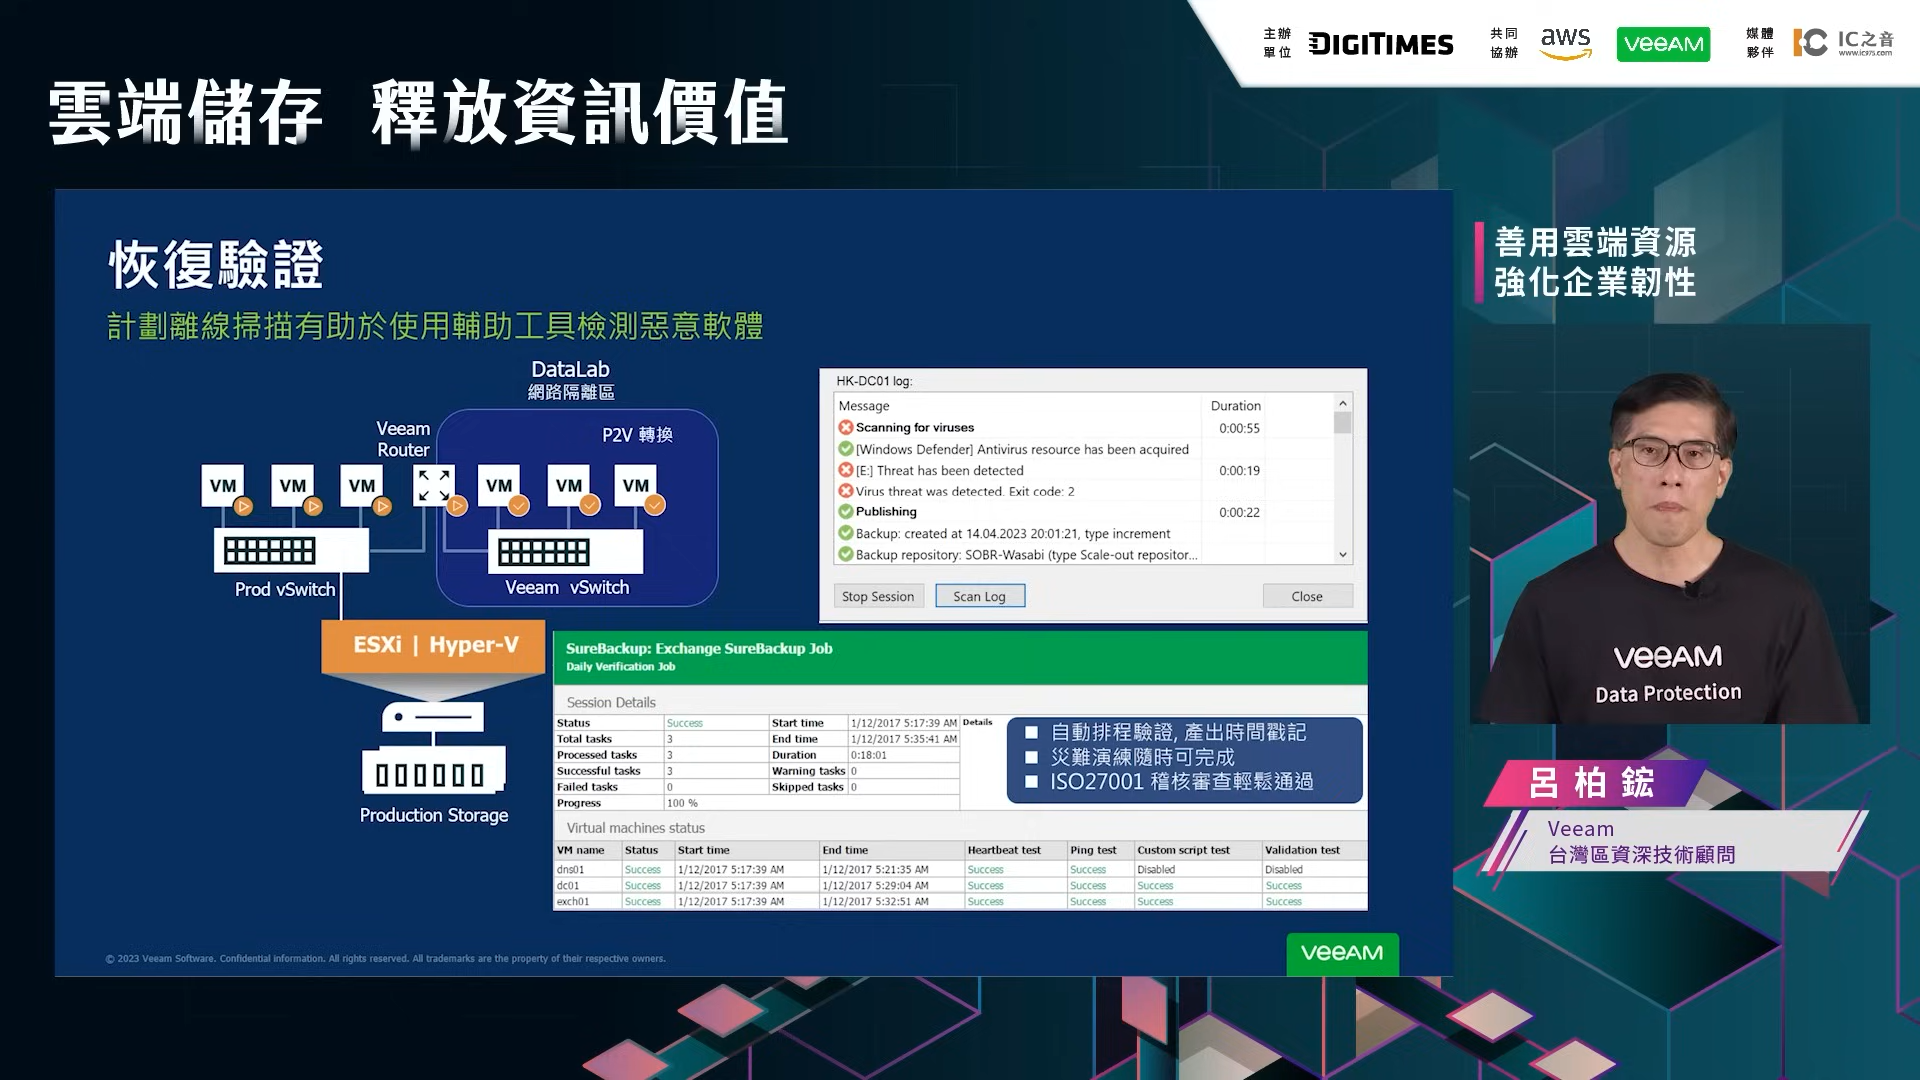 主辦
單位
DIGITIMES
共同
協辦
aws
veeAM
媒體
夥伴
IC之音
www.ic975.com
雲端儲存 釋放資訊價值
恢復驗證
計劃離線掃描有助於使用輔助工具檢測惡意軟體
DataLab
網路隔離區
Veeam
Router
P2V 轉換
VM
VM
VM
VM
VM
VM
Prod vSwitch
Veeam vSwitch
ESXi | Hyper-V
Production Storage
HK-DC01 log:
Message Duration
Scanning for viruses 0:00:55
[Windows Defender] Antivirus resource has been acquired
[E:] Threat has been detected 0:00:19
Virus threat was detected. Exit code: 2
Publishing 0:00:22
Backup: created at 14.04.2023 20:01:21, type increment
Backup repository: SOBR-Wasabi (type Scale-out repositor...
Stop Session Scan Log Close
SureBackup: Exchange SureBackup Job
Daily Verification Job
Session Details
Status Success Start time 1/12/2017 5:17:39 AM Details
Total tasks 3 End time 1/12/2017 5:35:41 AM
Processed tasks 3 Duration 0:18:01
Successful tasks 3 Warning tasks 0
Failed tasks 0 Skipped tasks 0
Progress 100 %
自動排程驗證, 產出時間戳記
災難演練隨時可完成
ISO27001 稽核審查輕鬆通過
Virtual machines status
VM name Status Start time End time Heartbeat test Ping test Custom script test Validation test
dns01 Success 1/12/2017 5:17:39 AM 1/12/2017 5:21:35 AM Success Success Disabled Disabled
dc01 Success 1/12/2017 5:17:39 AM 1/12/2017 5:29:04 AM Success Success Success Success
exch01 Success 1/12/2017 5:17:39 AM 1/12/2017 5:32:51 AM Success Success Success Success
© 2023 Veeam Software. Confidential information. All rights reserved. All trademarks are the property of their respective owners.
veeAM
善用雲端資源
強化企業韌性
veeAM
Data Protection
呂柏鋐
Veeam
台灣區資深技術顧問